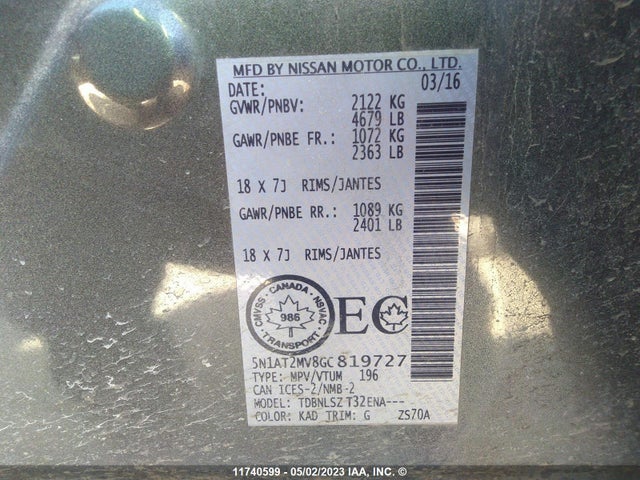 MFD BY NISSAN MOTOR CO., LTD.
DATE: 03/16
GVWR/PNBV: 2122 KG
4679 LB
GAWR/PNBE FR.: 1072 KG
2363 LB
18 X 7J RIMS/JANTES
GAWR/PNBE RR.: 1089 KG
2401 LB
18 X 7J RIMS/JANTES
CMVSS · CANADA · NSVAC
986
TRANSPORT
EC
5N1AT2MV8GC819727
TYPE: MPV/VTUM 196
CAN ICES-2/NMB-2
MODEL: TDBNLSZ T32ENA---
COLOR: KAD TRIM: G ZS70A
11740599 - 05/02/2023 IAA, Inc. ©